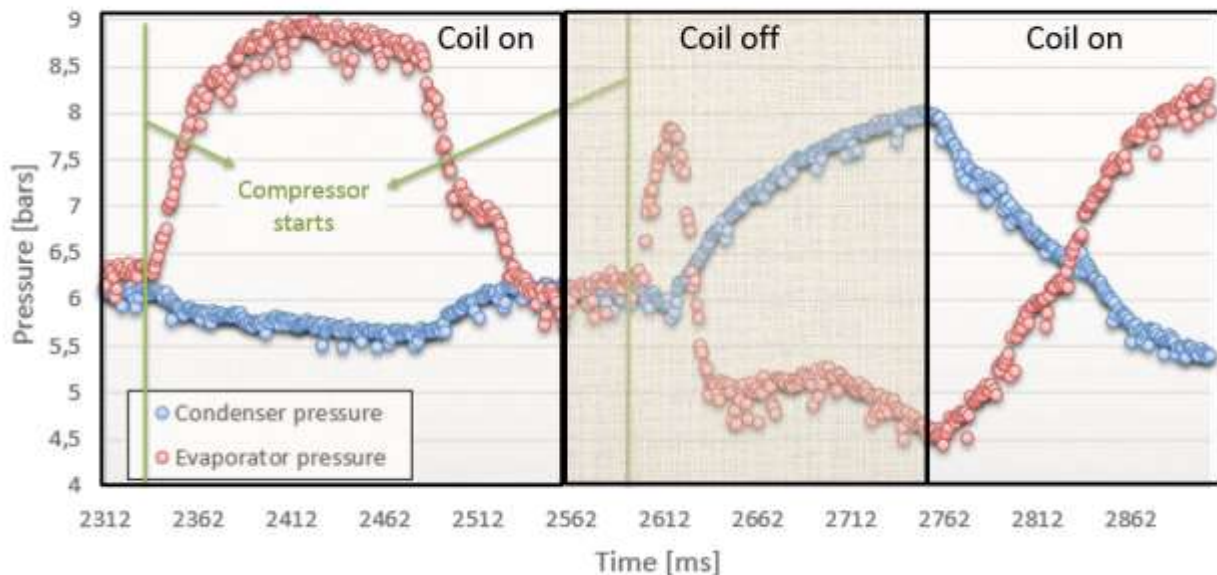 9
8,5
8
7,5
7
6,5
6
5,5
5
4,5
4
Pressure [bars]
Coil on
Coil off
Coil on
Compressor
starts
Condenser pressure
Evaporator pressure
2312 2362 2412 2462 2512 2562 2612 2662 2712 2762 2812 2862
Time [ms]